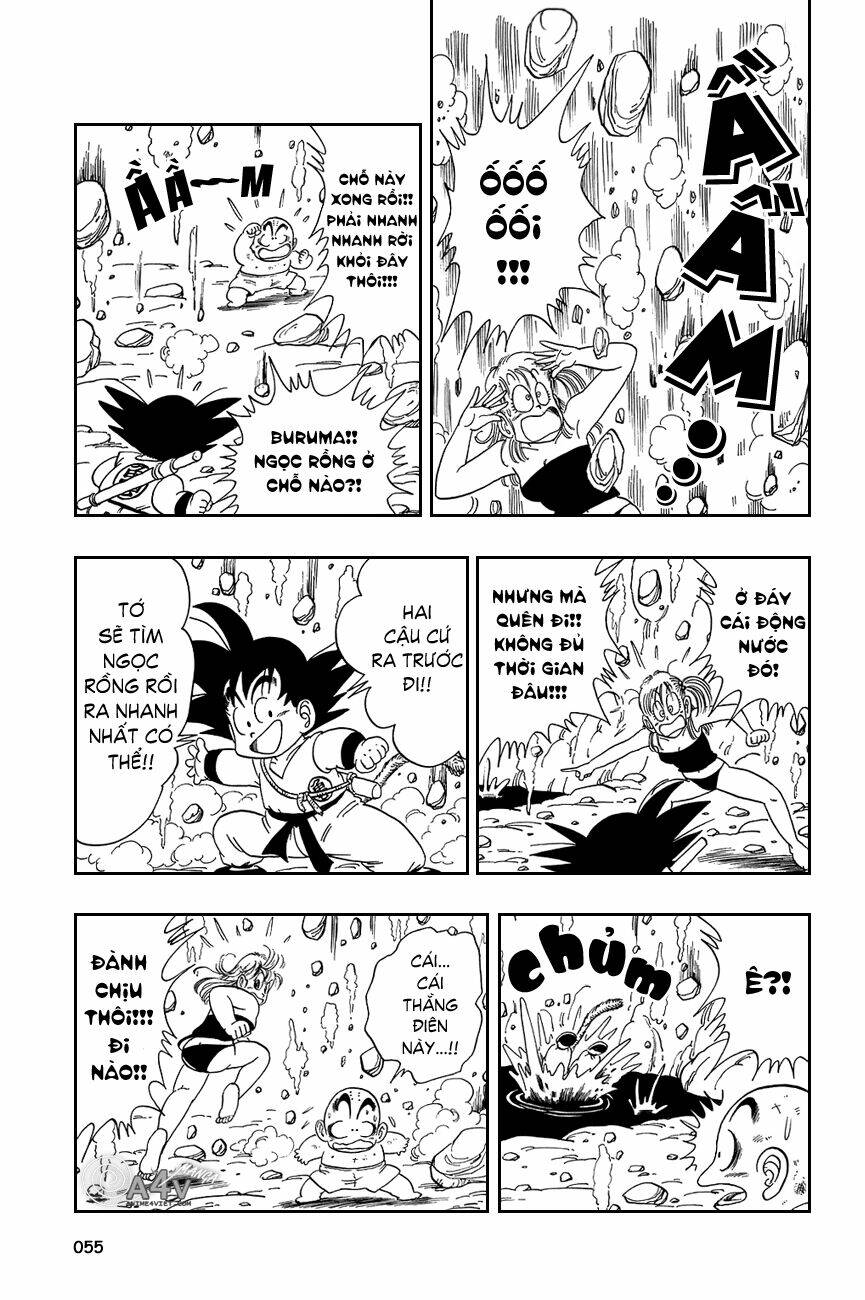 ẦẦM...
ỐỐỐ
ỐỐI
!!!
CHỖ NÀY
XONG RỒI!!
PHẢI NHANH
NHANH RỜI
KHỎI ĐÂY
THÔI!!!
ẦẦ—M
BURUMA!!
NGỌC RỒNG Ở
CHỖ NÀO?!
Ở ĐÁY
CÁI ĐỘNG
NƯỚC
ĐÓ!
NHƯNG MÀ
QUÊN ĐI!!
KHÔNG ĐỦ
THỜI GIAN
ĐÂU!!!
HAI
CẬU CỨ
RA TRƯỚC
ĐI!!
TỚ
SẼ TÌM
NGỌC
RỒNG RỒI
RA NHANH
NHẤT CÓ
THỂ!!
Ê?!
CHỦM
CÁI...
CÁI
THẰNG
ĐIÊN
NÀY...!!
ĐÀNH
CHỊU
THÔI!!!
ĐI
NÀO!!
A4V
ANIME4VIET.COM
055